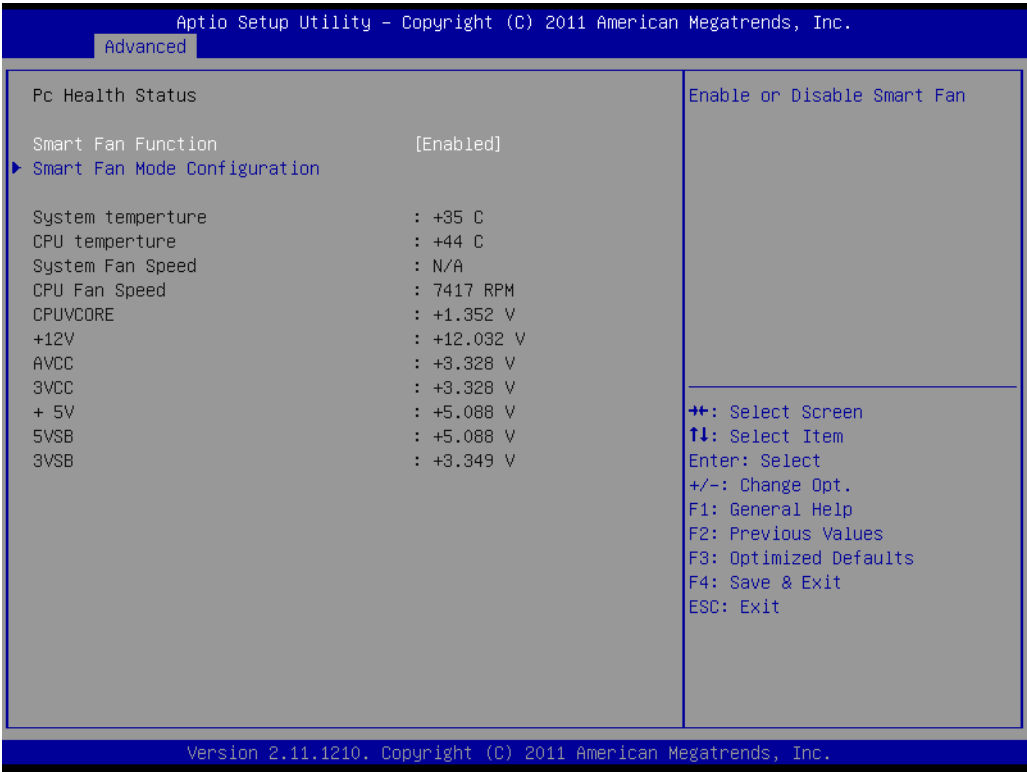 Aptio Setup Utility – Copyright (C) 2011 American Megatrends, Inc.
Advanced
Pc Health Status
Smart Fan Function [Enabled]
Smart Fan Mode Configuration
System temperture : +35 C
CPU temperture : +44 C
System Fan Speed : N/A
CPU Fan Speed : 7417 RPM
CPUVCORE : +1.352 V
+12V : +12.032 V
AVCC : +3.328 V
3VCC : +3.328 V
+ 5V : +5.088 V
5VSB : +5.088 V
3VSB : +3.349 V
Enable or Disable Smart Fan
→←: Select Screen
↑↓: Select Item
Enter: Select
+/-: Change Opt.
F1: General Help
F2: Previous Values
F3: Optimized Defaults
F4: Save & Exit
ESC: Exit
Version 2.11.1210. Copyright (C) 2011 American Megatrends, Inc.